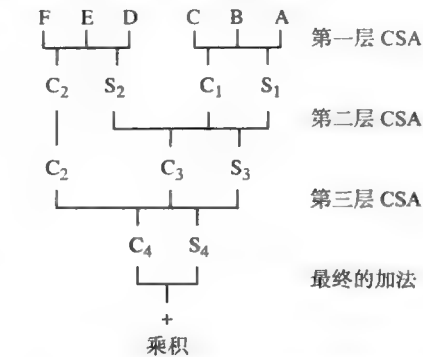 F E D C B A 第一层 CSA
C₂ S₂ C₁ S₁
第二层 CSA
C₂ C₃ S₃
第三层 CSA
C₄ S₄
最终的加法
+
乘积